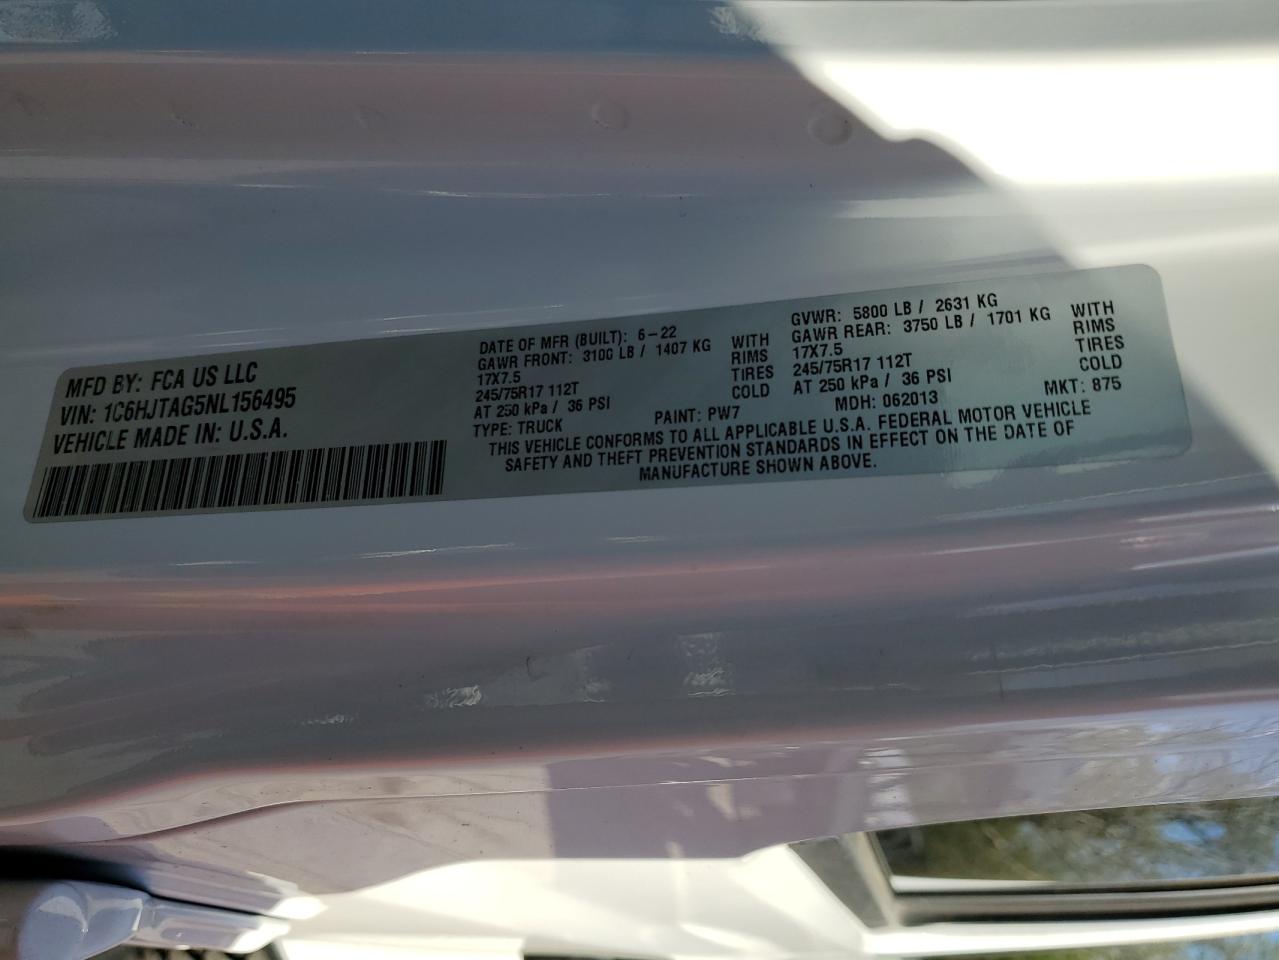 MFD BY: FCA US LLC
VIN: 1C6HJTAG5NL156495
VEHICLE MADE IN: U.S.A.
DATE OF MFR (BUILT): 6-22
GAWR FRONT: 3100 LB / 1407 KG WITH
17X7.5 RIMS
245/75R17 112T TIRES
AT 250 kPa / 36 PSI COLD
TYPE: TRUCK PAINT: PW7
GVWR: 5800 LB / 2631 KG
GAWR REAR: 3750 LB / 1701 KG WITH
17X7.5 RIMS
245/75R17 112T TIRES
AT 250 kPa / 36 PSI COLD
MDH: 062013 MKT: 875
THIS VEHICLE CONFORMS TO ALL APPLICABLE U.S.A. FEDERAL MOTOR VEHICLE
SAFETY AND THEFT PREVENTION STANDARDS IN EFFECT ON THE DATE OF
MANUFACTURE SHOWN ABOVE.